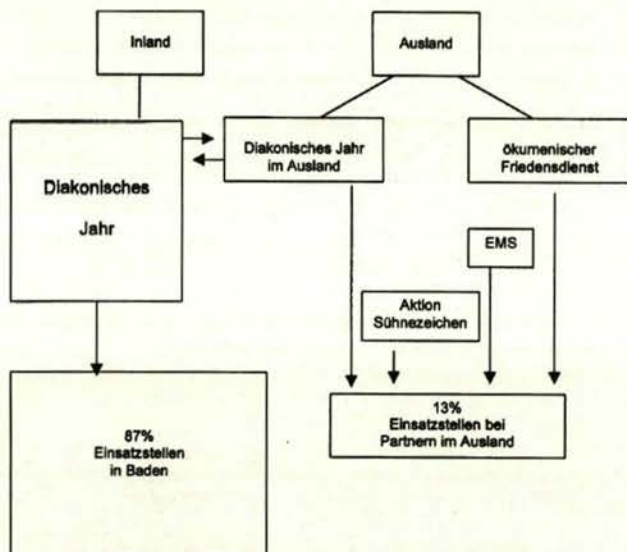 Inland
Ausland
Diakonisches
Jahr
Diakonisches Jahr
im Ausland
ökumenischer
Friedensdienst
EMS
Aktion
Sühnezeichen
87%
Einsatzstellen
in Baden
13%
Einsatzstellen bei
Partnern im Ausland